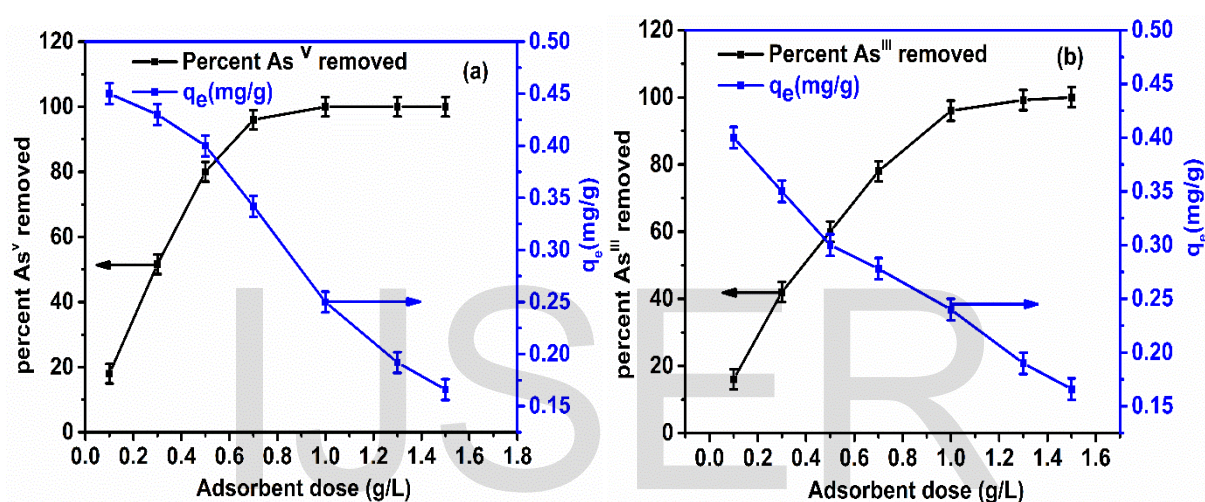 Percent As^V removed
q_e(mg/g)
(a)
percent As^v removed
120
100
80
60
40
20
0
0.0 0.2 0.4 0.6 0.8 1.0 1.2 1.4 1.6 1.8
Adsorbent dose (g/L)
0.50
0.45
0.40
0.35
0.30
0.25
0.20
0.15
q_e(mg/g)
Percent As^III removed
q_e(mg/g)
(b)
percent As^III removed
120
100
80
60
40
20
0
0.0 0.2 0.4 0.6 0.8 1.0 1.2 1.4 1.6
Adsorbent dose (g/L)
0.50
0.45
0.40
0.35
0.30
0.25
0.20
0.15
q_e(mg/g)
IJSER